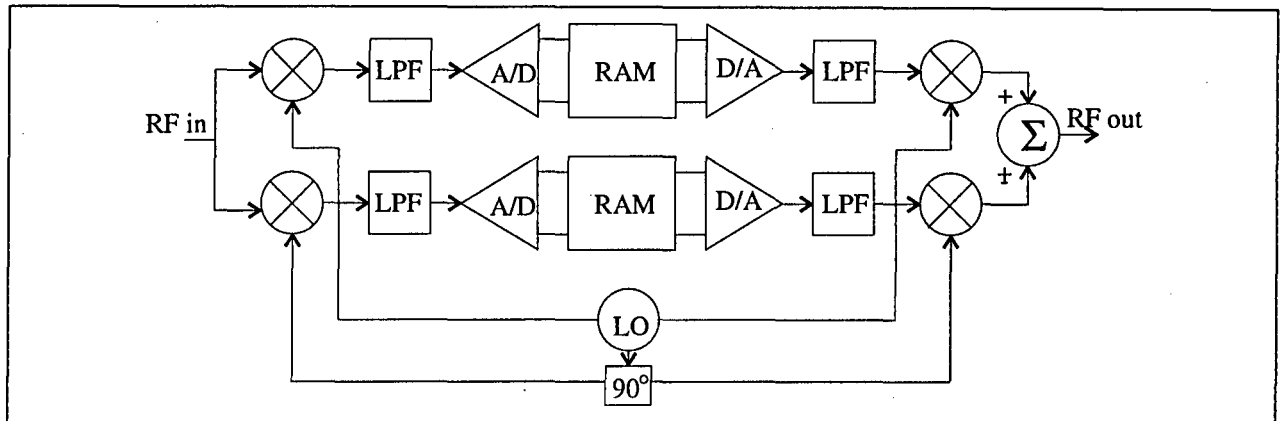 LPF A/D RAM D/A LPF
+
RF in Σ RF out
±
LPF A/D RAM D/A LPF
LO
90°